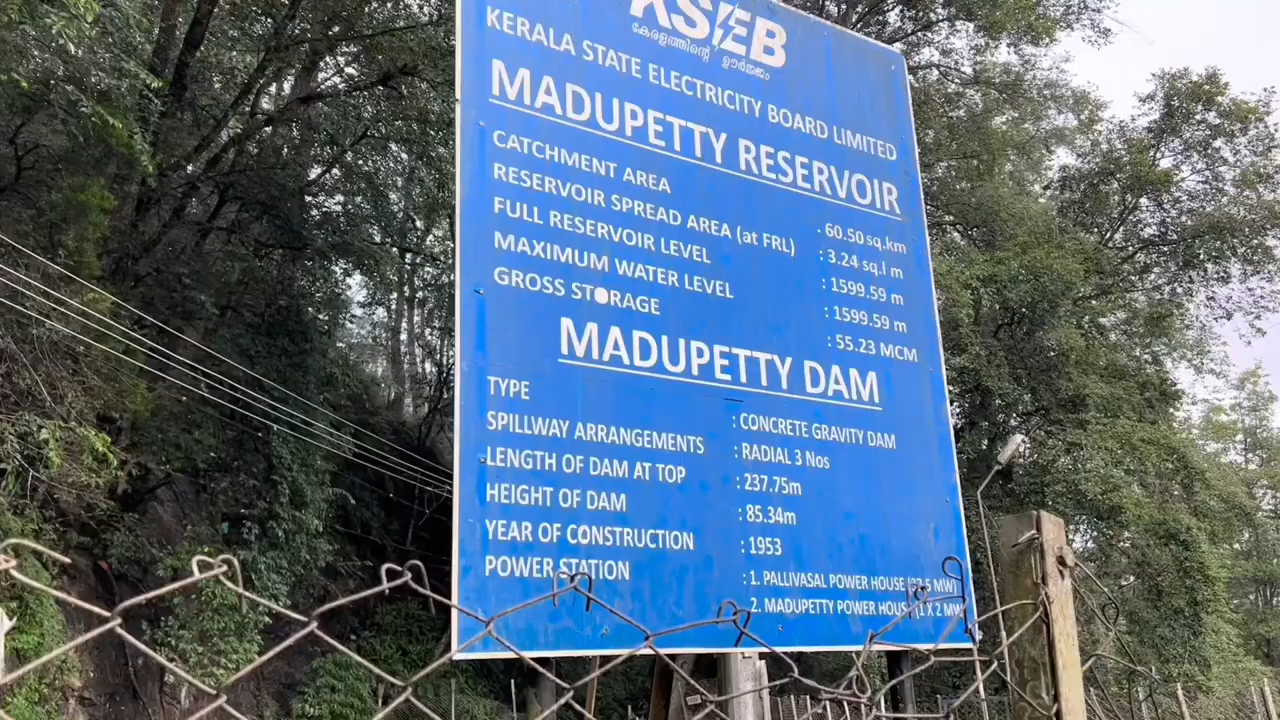 KSEB
കേരളത്തിന്റെ ഊർജ്ജം
KERALA STATE ELECTRICITY BOARD LIMITED
MADUPETTY RESERVOIR
CATCHMENT AREA : 60.50 sq.km
RESERVOIR SPREAD AREA (at FRL) : 3.24 sq.l m
FULL RESERVOIR LEVEL : 1599.59 m
MAXIMUM WATER LEVEL : 1599.59 m
GROSS STORAGE : 55.23 MCM
MADUPETTY DAM
TYPE : CONCRETE GRAVITY DAM
SPILLWAY ARRANGEMENTS : RADIAL 3 Nos
LENGTH OF DAM AT TOP : 237.75m
HEIGHT OF DAM : 85.34m
YEAR OF CONSTRUCTION : 1953
POWER STATION : 1. PALLIVASAL POWER HOUSE MW)
2. MADUPETTY POWER HOUSE (1 X 2 MW